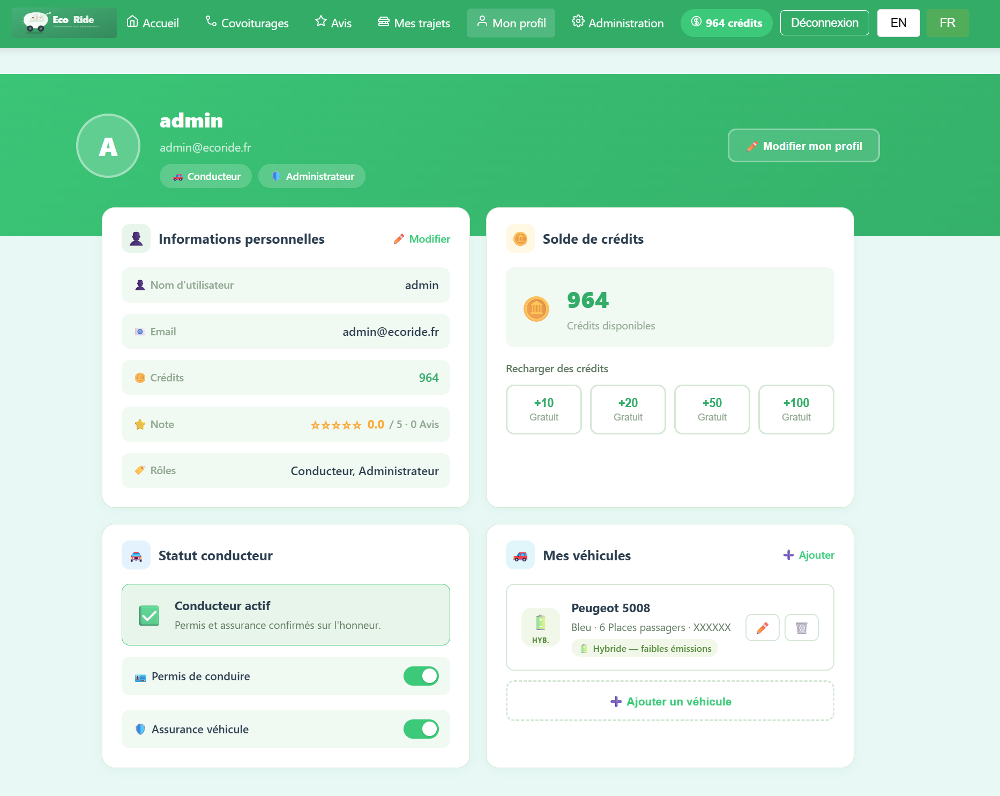 Eco Ride
Accueil
Covoiturages
Avis
Mes trajets
Mon profil
Administration
964 crédits
Déconnexion
EN
FR
A
admin
admin@ecoride.fr
Conducteur
Administrateur
Modifier mon profil
Informations personnelles
Modifier
Nom d'utilisateur
admin
Email
admin@ecoride.fr
Crédits
964
Note
☆☆☆☆☆ 0.0 / 5 · 0 Avis
Rôles
Conducteur, Administrateur
Solde de crédits
964
Crédits disponibles
Recharger des crédits
+10
Gratuit
+20
Gratuit
+50
Gratuit
+100
Gratuit
Statut conducteur
Conducteur actif
Permis et assurance confirmés sur l'honneur.
Permis de conduire
Assurance véhicule
Mes véhicules
Ajouter
HYB.
Peugeot 5008
Bleu · 6 Places passagers · XXXXXX
Hybride — faibles émissions
Ajouter un véhicule